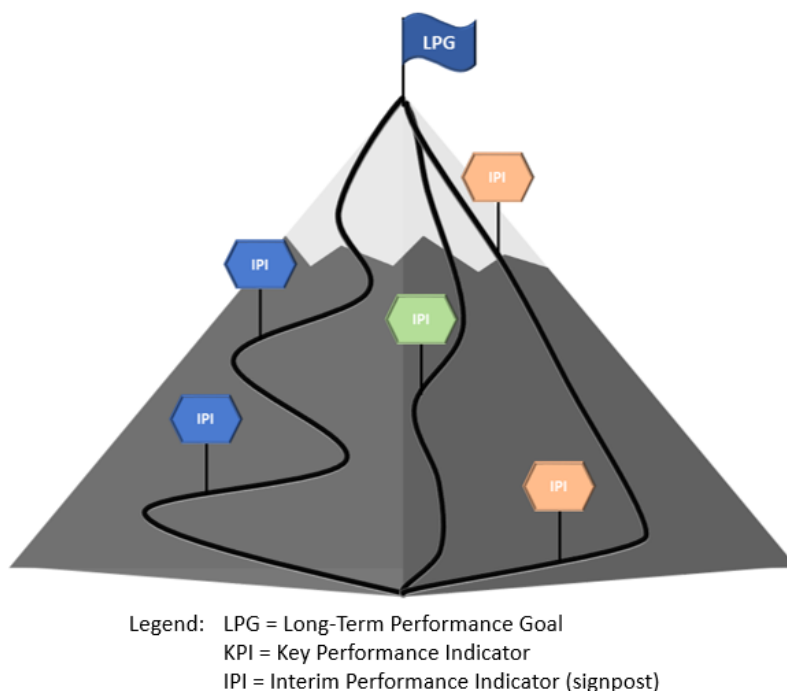 LPG
IPI
IPI
IPI
IPI
IPI
Legend: LPG = Long-Term Performance Goal
KPI = Key Performance Indicator
IPI = Interim Performance Indicator (signpost)